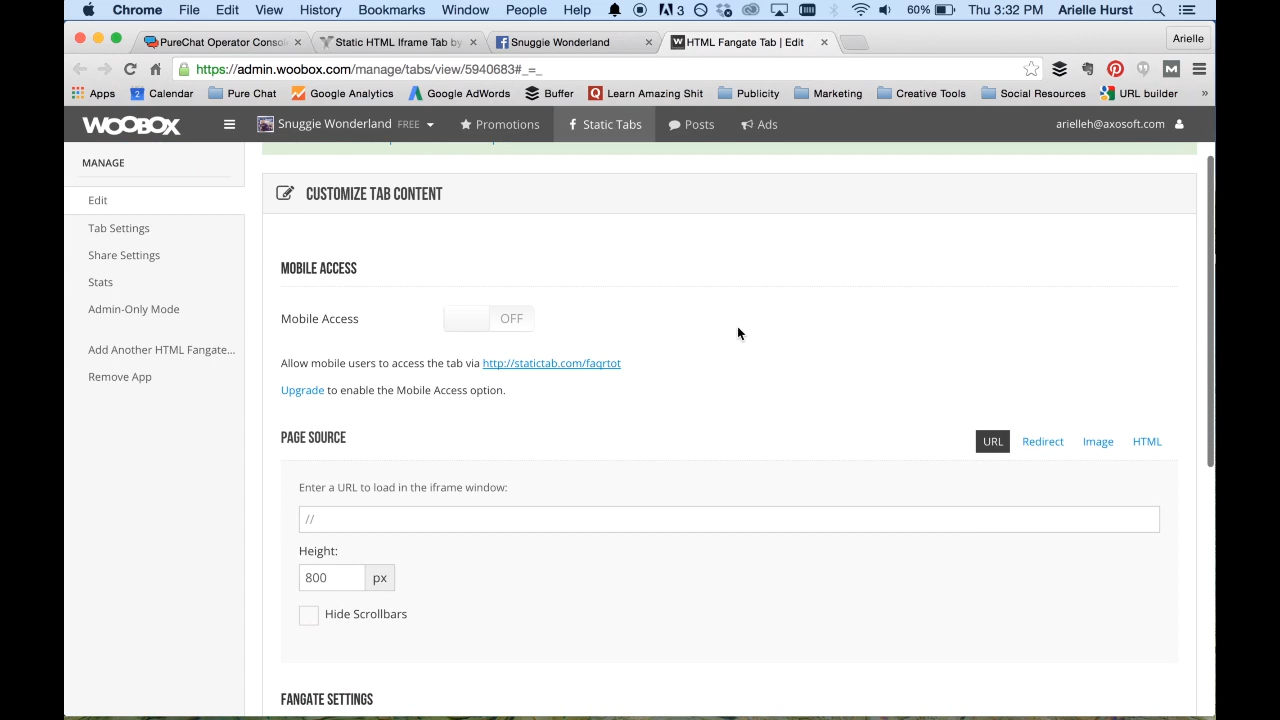 Chrome File Edit View History Bookmarks Window People Help 3 60% Thu 3:32 PM Arielle Hurst
PureChat Operator Consol Static HTML Iframe Tab by Snuggie Wonderland HTML Fangate Tab | Edit Arielle
https://admin.woobox.com/manage/tabs/view/5940683#_=_
Apps 2 Calendar Pure Chat Google Analytics Google AdWords Buffer Q Learn Amazing Shit Publicity Marketing Creative Tools Social Resources URL builder »
WOOBOX Snuggie Wonderland FREE Promotions Static Tabs Posts Ads arielleh@axosoft.com
MANAGE
Edit
Tab Settings
Share Settings
Stats
Admin-Only Mode
Add Another HTML Fangate...
Remove App
CUSTOMIZE TAB CONTENT
MOBILE ACCESS
Mobile Access OFF
Allow mobile users to access the tab via http://statictab.com/faqrtot
Upgrade to enable the Mobile Access option.
PAGE SOURCE URL Redirect Image HTML
Enter a URL to load in the iframe window:
//
Height:
800 px
Hide Scrollbars
FANGATE SETTINGS